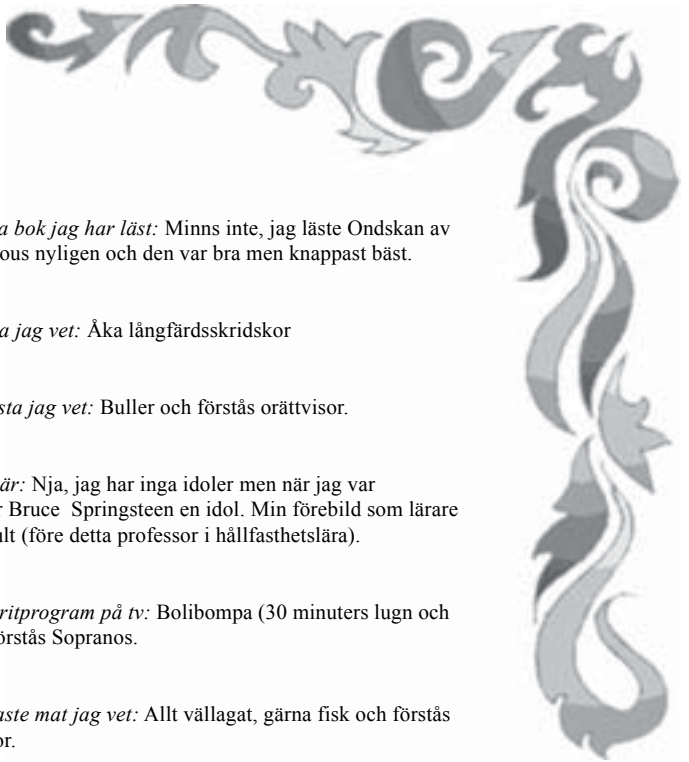 a bok jag har läst: Minns inte, jag läste Ondskan av
ous nyligen och den var bra men knappast bäst.
a jag vet: Åka långfärdsskridskor
sta jag vet: Buller och förstås orättvisor.
är: Nja, jag har inga idoler men när jag var
r Bruce Springsteen en idol. Min förebild som lärare
ult (före detta professor i hållfasthetslära).
ritprogram på tv: Bolibompa (30 minuters lugn och
örstås Sopranos.
aste mat jag vet: Allt vällagat, gärna fisk och förstås
or.